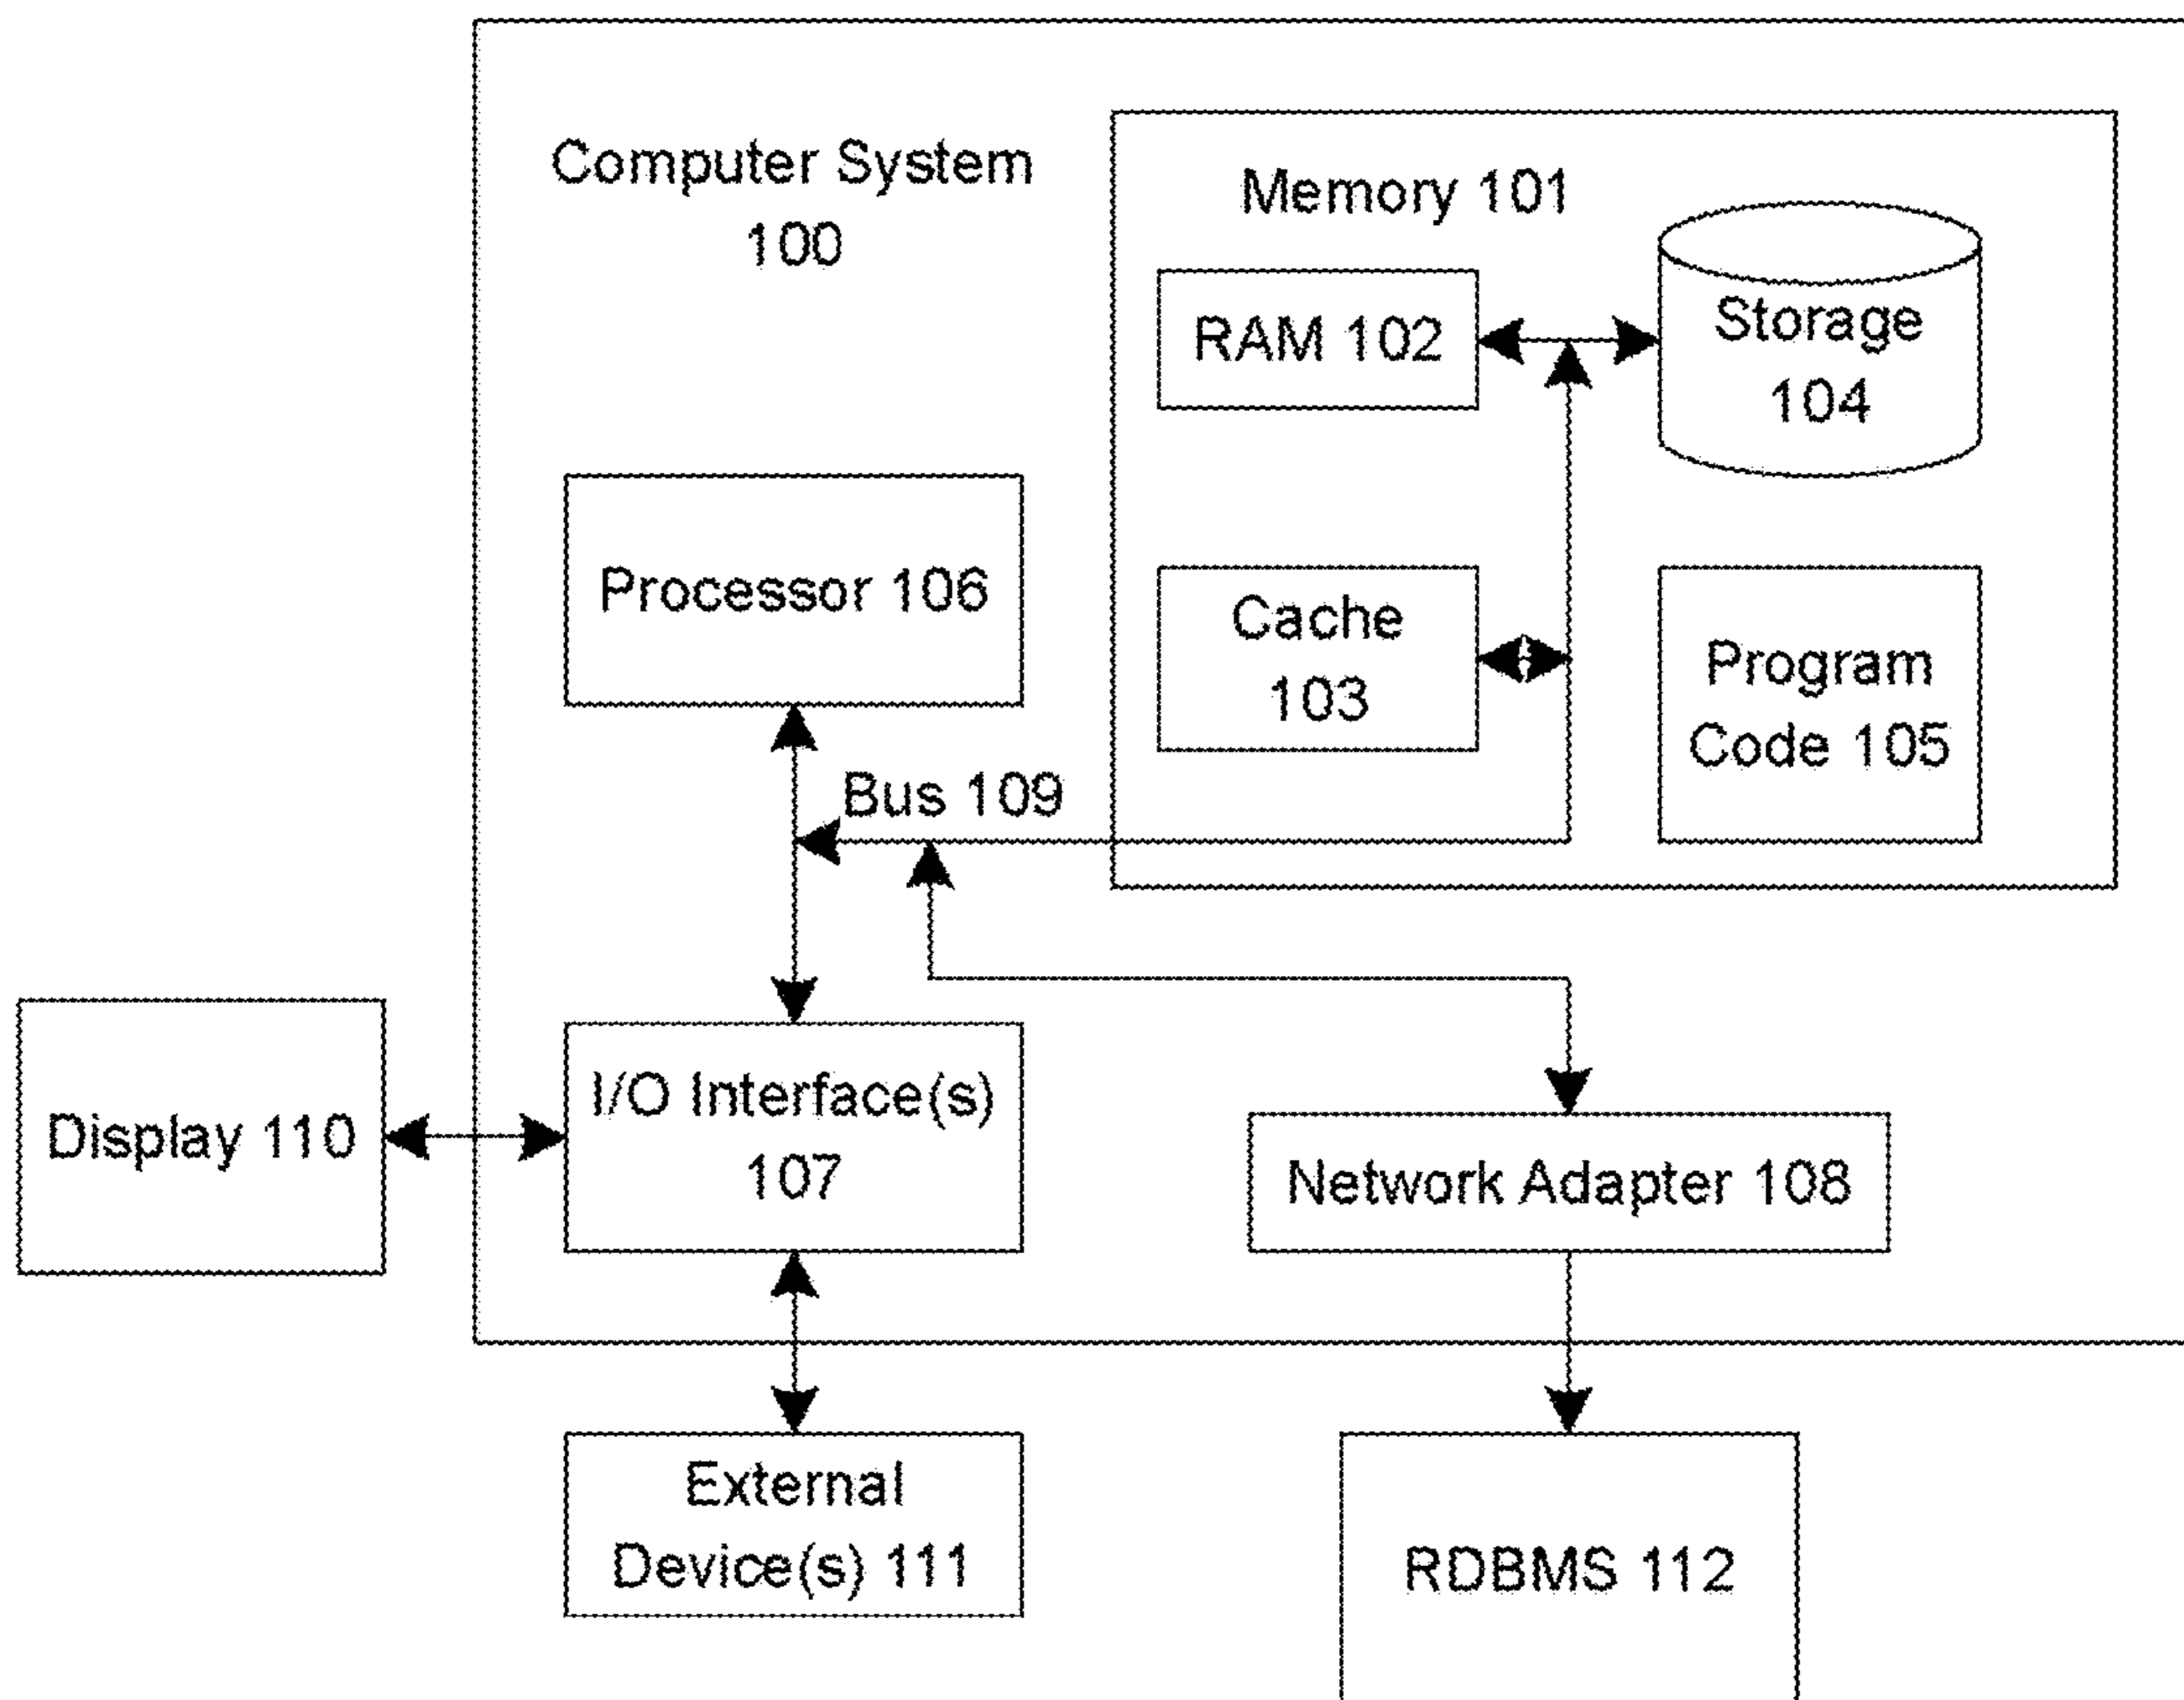 Computer System
100
Memory 101
RAM 102
Storage
104
Processor 106
Cache
103
Program
Code 105
Bus 109
Display 110
I/O Interface(s)
107
Network Adapter 108
External
Device(s) 111
RDBMS 112